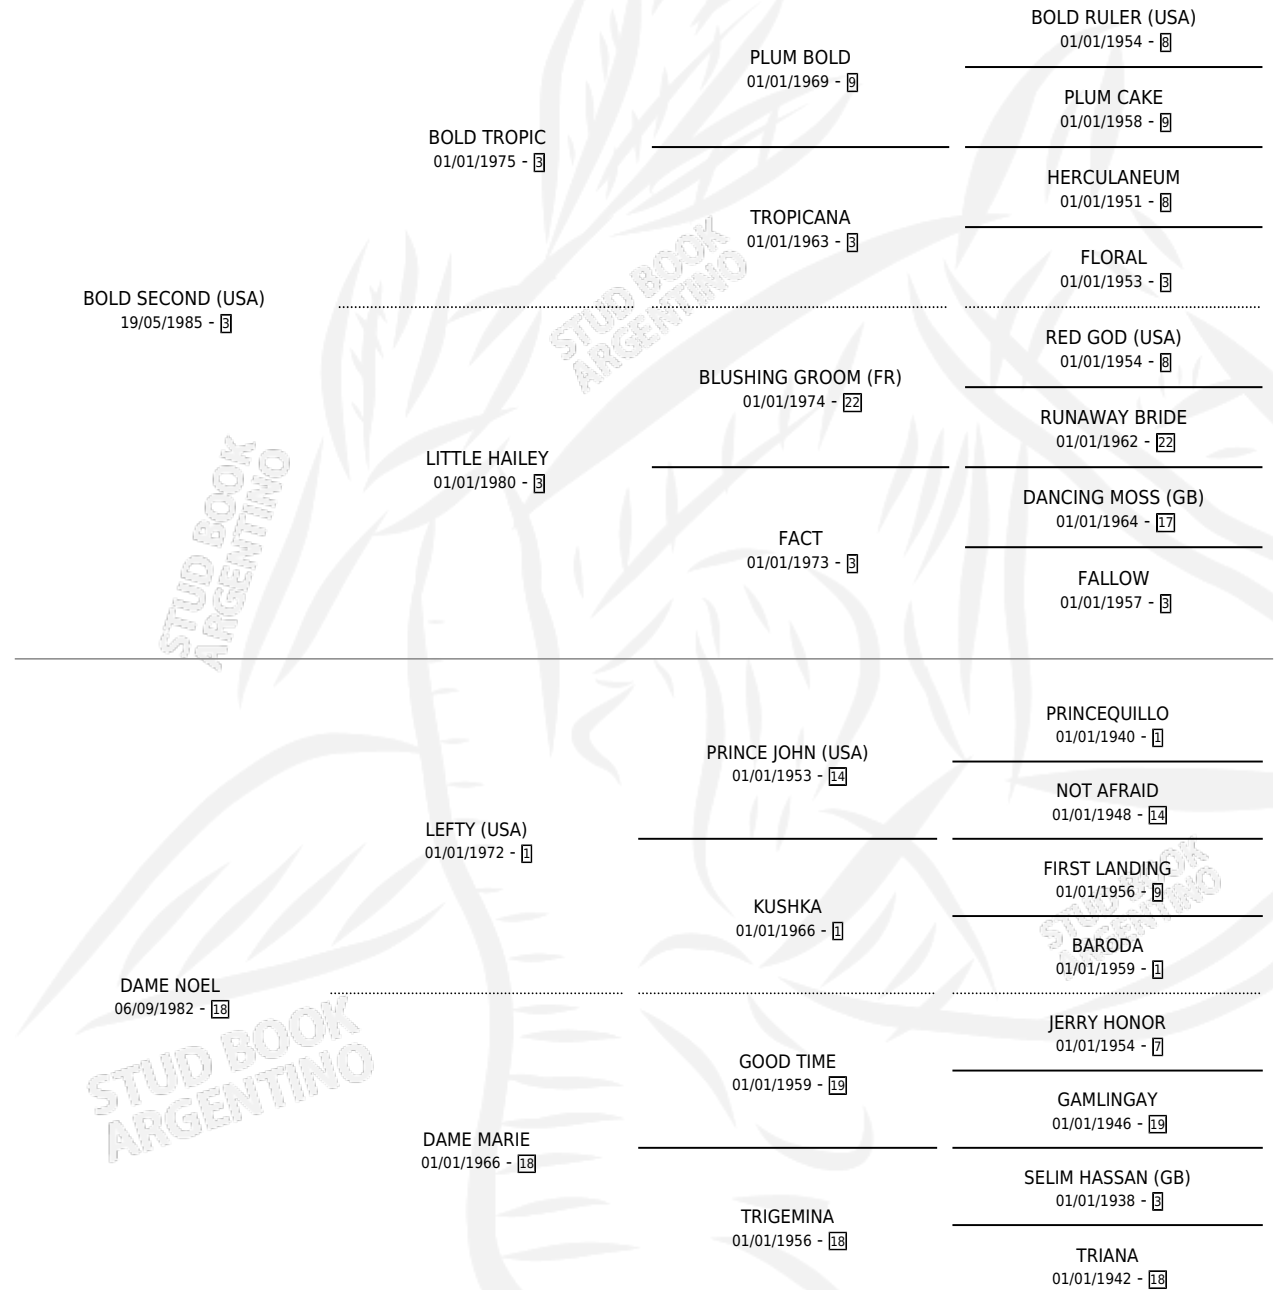 BOLD RULER (USA)
01/01/1954 - 8
PLUM BOLD
01/01/1969 - 9
PLUM CAKE
01/01/1958 - 9
BOLD TROPIC
01/01/1975 - 3
HERCULANEUM
01/01/1951 - 8
TROPICANA
01/01/1963 - 3
FLORAL
01/01/1953 - 3
BOLD SECOND (USA)
19/05/1985 - 3
RED GOD (USA)
01/01/1954 - 8
BLUSHING GROOM (FR)
01/01/1974 - 22
RUNAWAY BRIDE
01/01/1962 - 22
LITTLE HAILEY
01/01/1980 - 3
DANCING MOSS (GB)
01/01/1964 - 17
FACT
01/01/1973 - 3
FALLOW
01/01/1957 - 3
PRINCEQUILLO
01/01/1940 - 1
PRINCE JOHN (USA)
01/01/1953 - 14
NOT AFRAID
01/01/1948 - 14
LEFTY (USA)
01/01/1972 - 1
FIRST LANDING
01/01/1956 - 9
KUSHKA
01/01/1966 - 1
BARODA
01/01/1959 - 1
DAME NOEL
06/09/1982 - 18
JERRY HONOR
01/01/1954 - 7
GOOD TIME
01/01/1959 - 19
GAMLINGAY
01/01/1946 - 19
DAME MARIE
01/01/1966 - 18
SELIM HASSAN (GB)
01/01/1938 - 3
TRIGEMINA
01/01/1956 - 18
TRIANA
01/01/1942 - 18
STUD BOOK
ARGENTINO
STUD BOOK
ARGENTINO
STUD BOOK
ARGENTINO
STUD BOOK
ARGENTINO